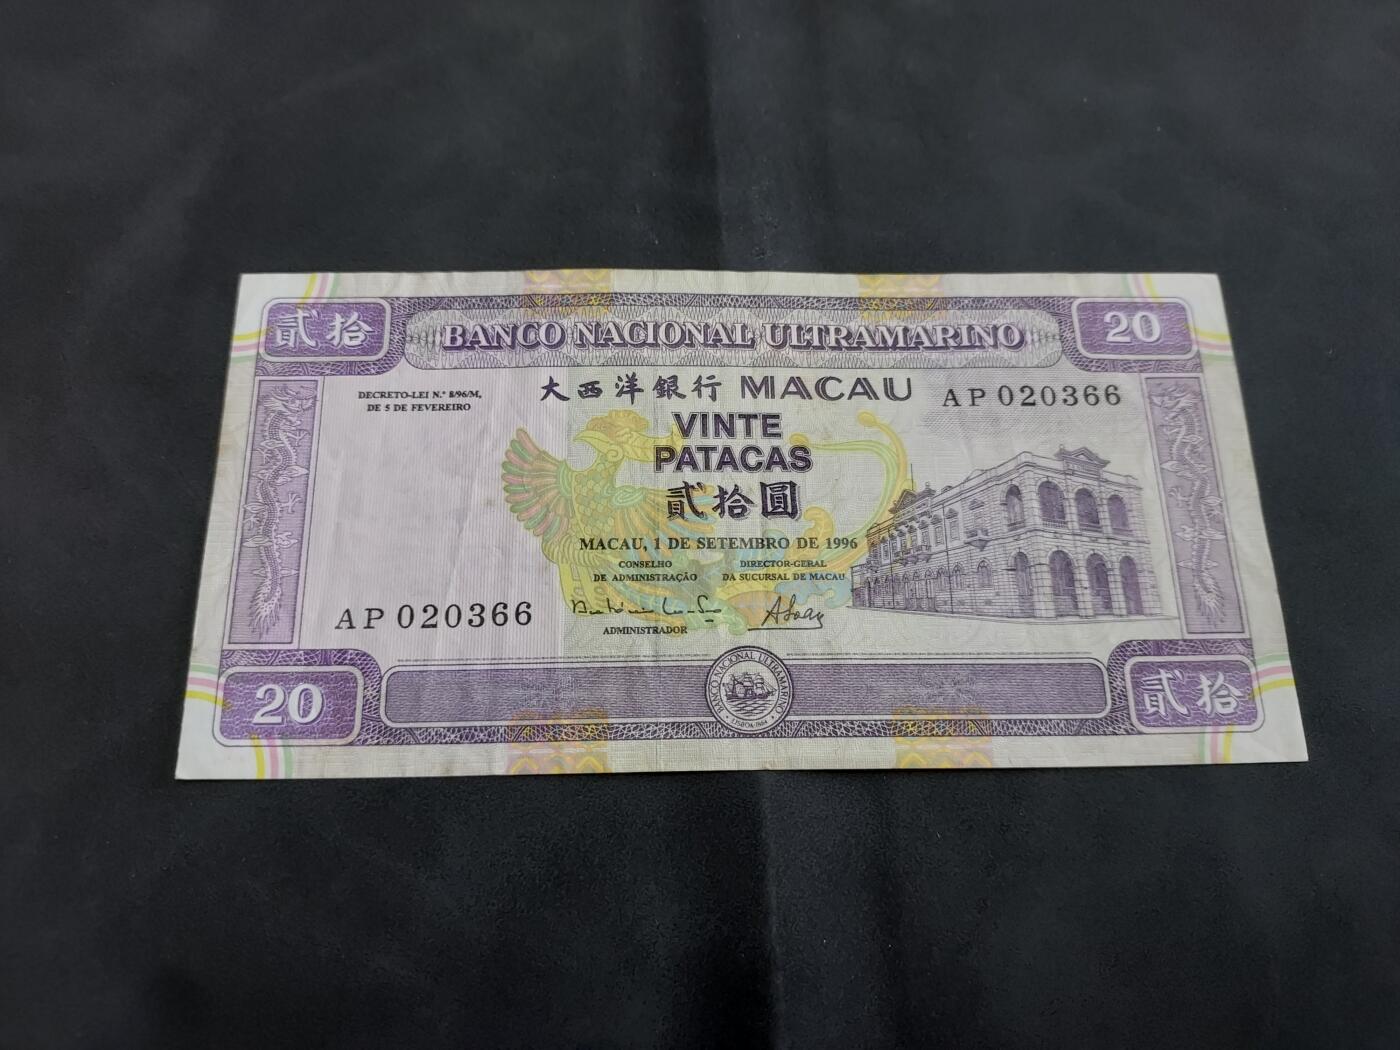 貳拾 BANCO NACIONAL ULTRAMARINO 20
大西洋銀行 MACAU
DECRETO-LEI N.º 8/96/M,
DE 5 DE FEVEREIRO
AP 020366
VINTE
PATACAS
貳拾圓
MACAU, 1 DE SETEMBRO DE 1996
CONSELHO
DE ADMINISTRAÇÃO
DIRECTOR-GERAL
DA SUCURSAL DE MACAU
AP 020366
ADMINISTRADOR
BANCO NACIONAL ULTRAMARINO
LISBOA-1864
20
貳拾